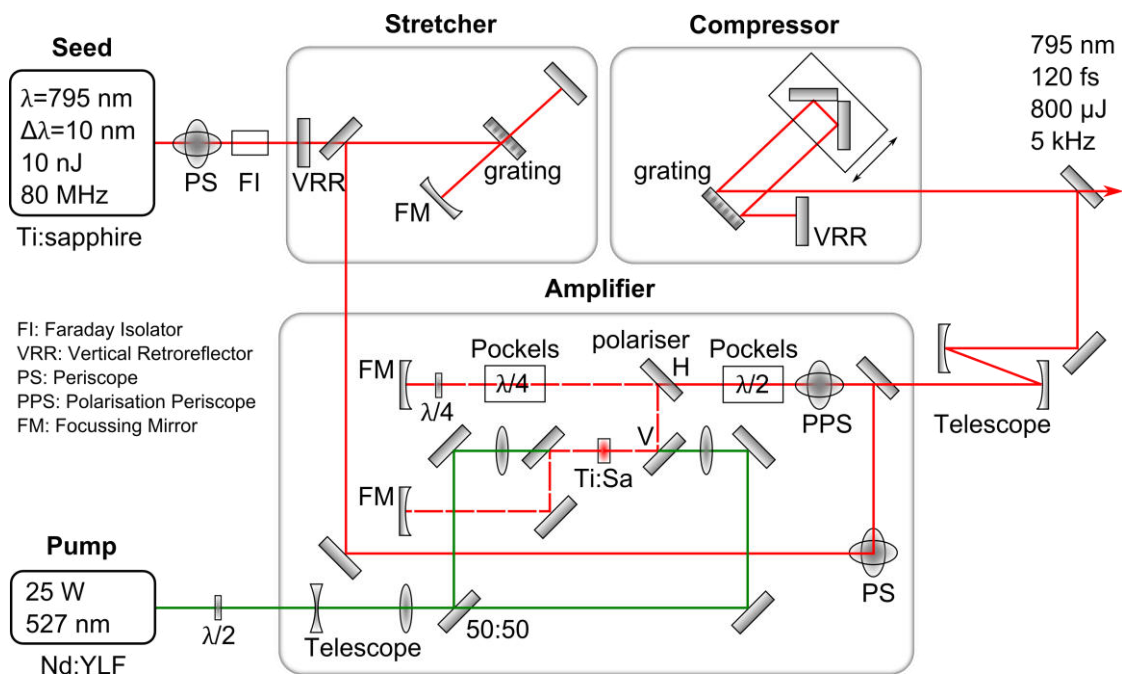 Seed
λ=795 nm
Δλ=10 nm
10 nJ
80 MHz
Ti:sapphire
PS
FI
VRR
Stretcher
grating
FM
Compressor
grating
VRR
795 nm
120 fs
800 µJ
5 kHz
FI: Faraday Isolator
VRR: Vertical Retroreflector
PS: Periscope
PPS: Polarisation Periscope
FM: Focussing Mirror
Amplifier
FM
λ/4
Pockels
λ/4
polariser
H
Pockels
λ/2
PPS
Telescope
V
Ti:Sa
FM
PS
Pump
25 W
527 nm
Nd:YLF
λ/2
Telescope
50:50